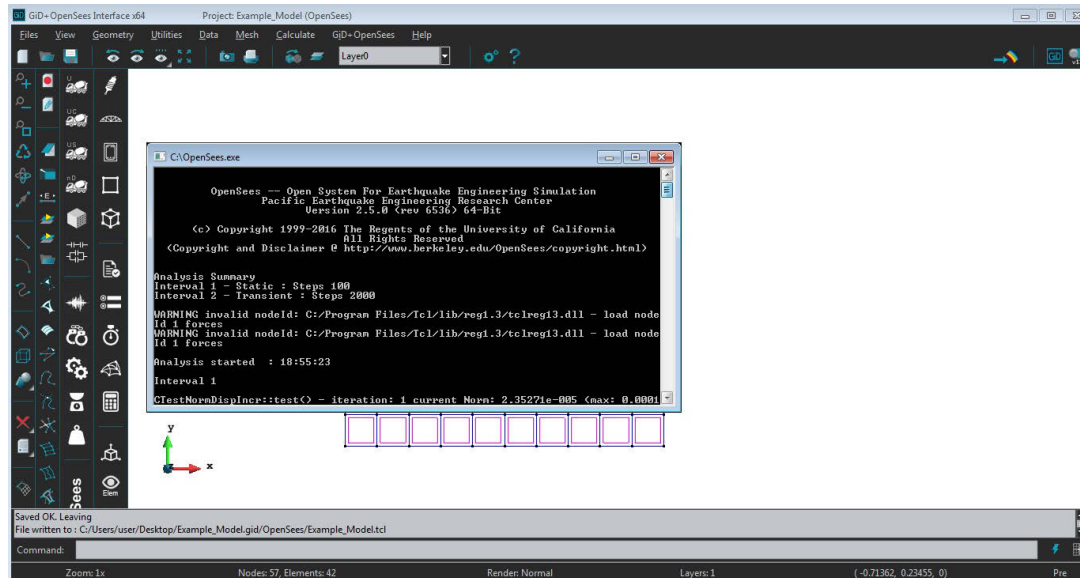 GiD+OpenSees Interface x64 Project: Example_Model (OpenSees)
Files View Geometry Utilities Data Mesh Calculate GiD+OpenSees Help
Layer0
GiD
U
UC
US
nD
C:\OpenSees.exe
OpenSees -- Open System For Earthquake Engineering Simulation
Pacific Earthquake Engineering Research Center
Version 2.5.0 (rev 6536) 64-Bit
(c) Copyright 1999-2016 The Regents of the University of California
All Rights Reserved
(Copyright and Disclaimer @ http://www.berkeley.edu/OpenSees/copyright.html)
Analysis Summary
Interval 1 - Static : Steps 100
Interval 2 - Transient : Steps 2000
WARNING invalid nodeId: C:/Program Files/Tcl/lib/reg1.3/tclreg13.dll - load node
Id 1 forces
WARNING invalid nodeId: C:/Program Files/Tcl/lib/reg1.3/tclreg13.dll - load node
Id 1 forces
Analysis started : 18:55:23
Interval 1
CTestNormDispIncr::test() - iteration: 1 current Norm: 2.35271e-005 (max: 0.0001
y
x
Elem
Saved OK. Leaving
File written to : C:/Users/user/Desktop/Example_Model.gid/OpenSees/Example_Model.tcl
Command:
Zoom: 1x Nodes: 57, Elements: 42 Render: Normal Layers: 1 ( -0.71362, 0.23455, 0) Pre